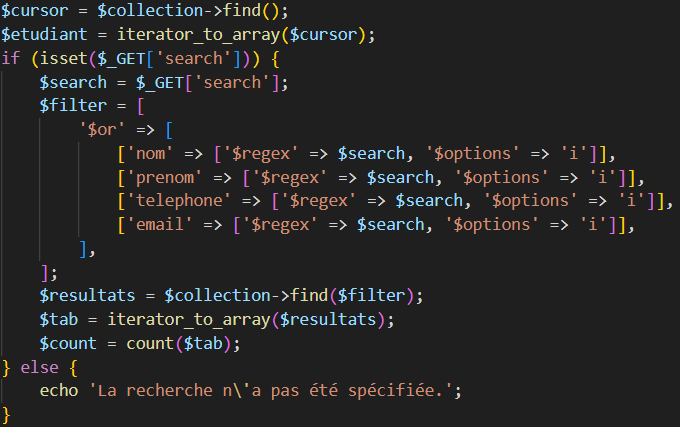 $cursor = $collection->find();
$etudiant = iterator_to_array($cursor);
if (isset($_GET['search'])) {
    $search = $_GET['search'];
    $filter = [
        '$or' => [
            ['nom' => ['$regex' => $search, '$options' => 'i']],
            ['prenom' => ['$regex' => $search, '$options' => 'i']],
            ['telephone' => ['$regex' => $search, '$options' => 'i']],
            ['email' => ['$regex' => $search, '$options' => 'i']],
        ],
    ];
    $resultats = $collection->find($filter);
    $tab = iterator_to_array($resultats);
    $count = count($tab);
} else {
    echo 'La recherche n\'a pas été spécifiée.';
}